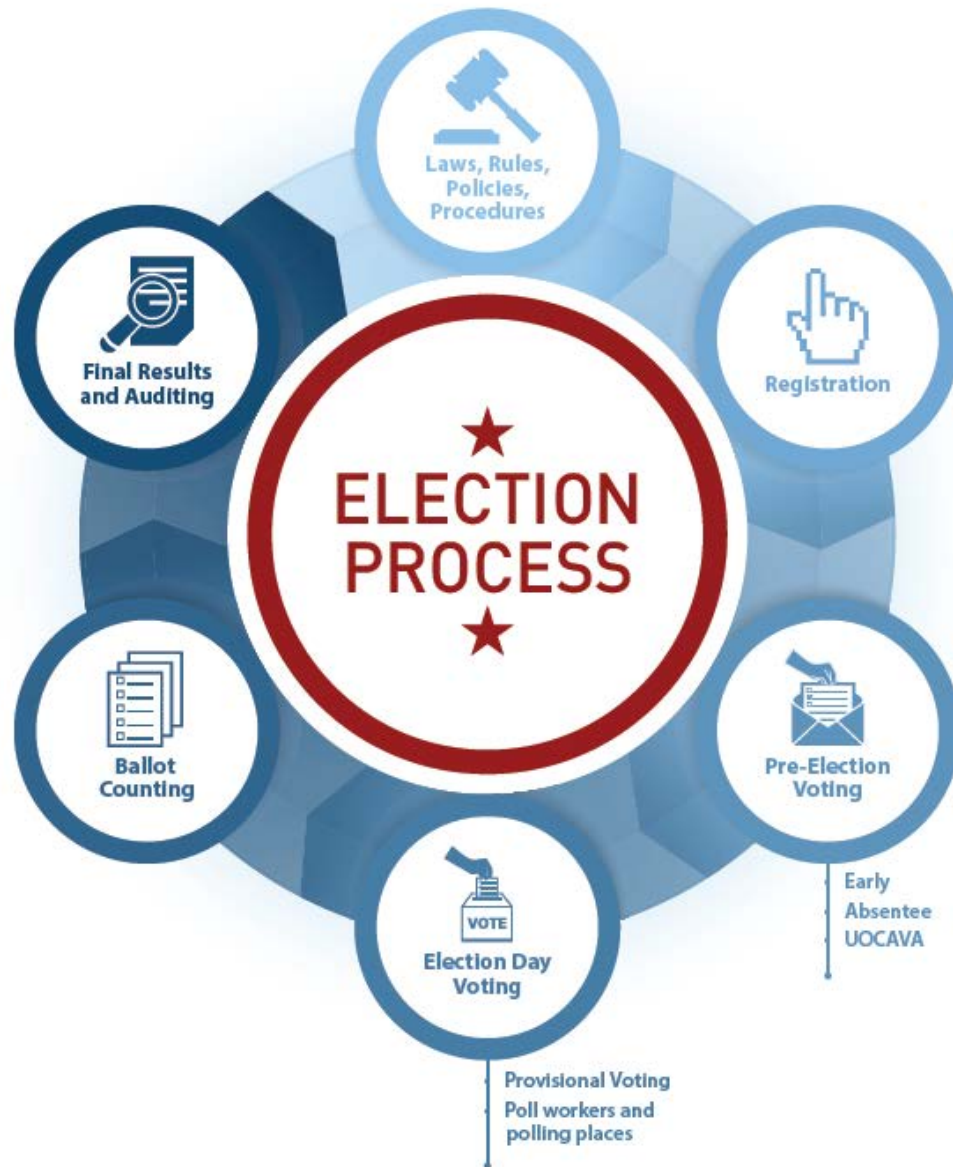 Laws, Rules,
Policies,
Procedures
Registration
Pre-Election
Voting
Early
Absentee
UOCAVA
VOTE
Election Day
Voting
Provisional Voting
Poll workers and
polling places
Ballot
Counting
Final Results
and Auditing
ELECTION
PROCESS